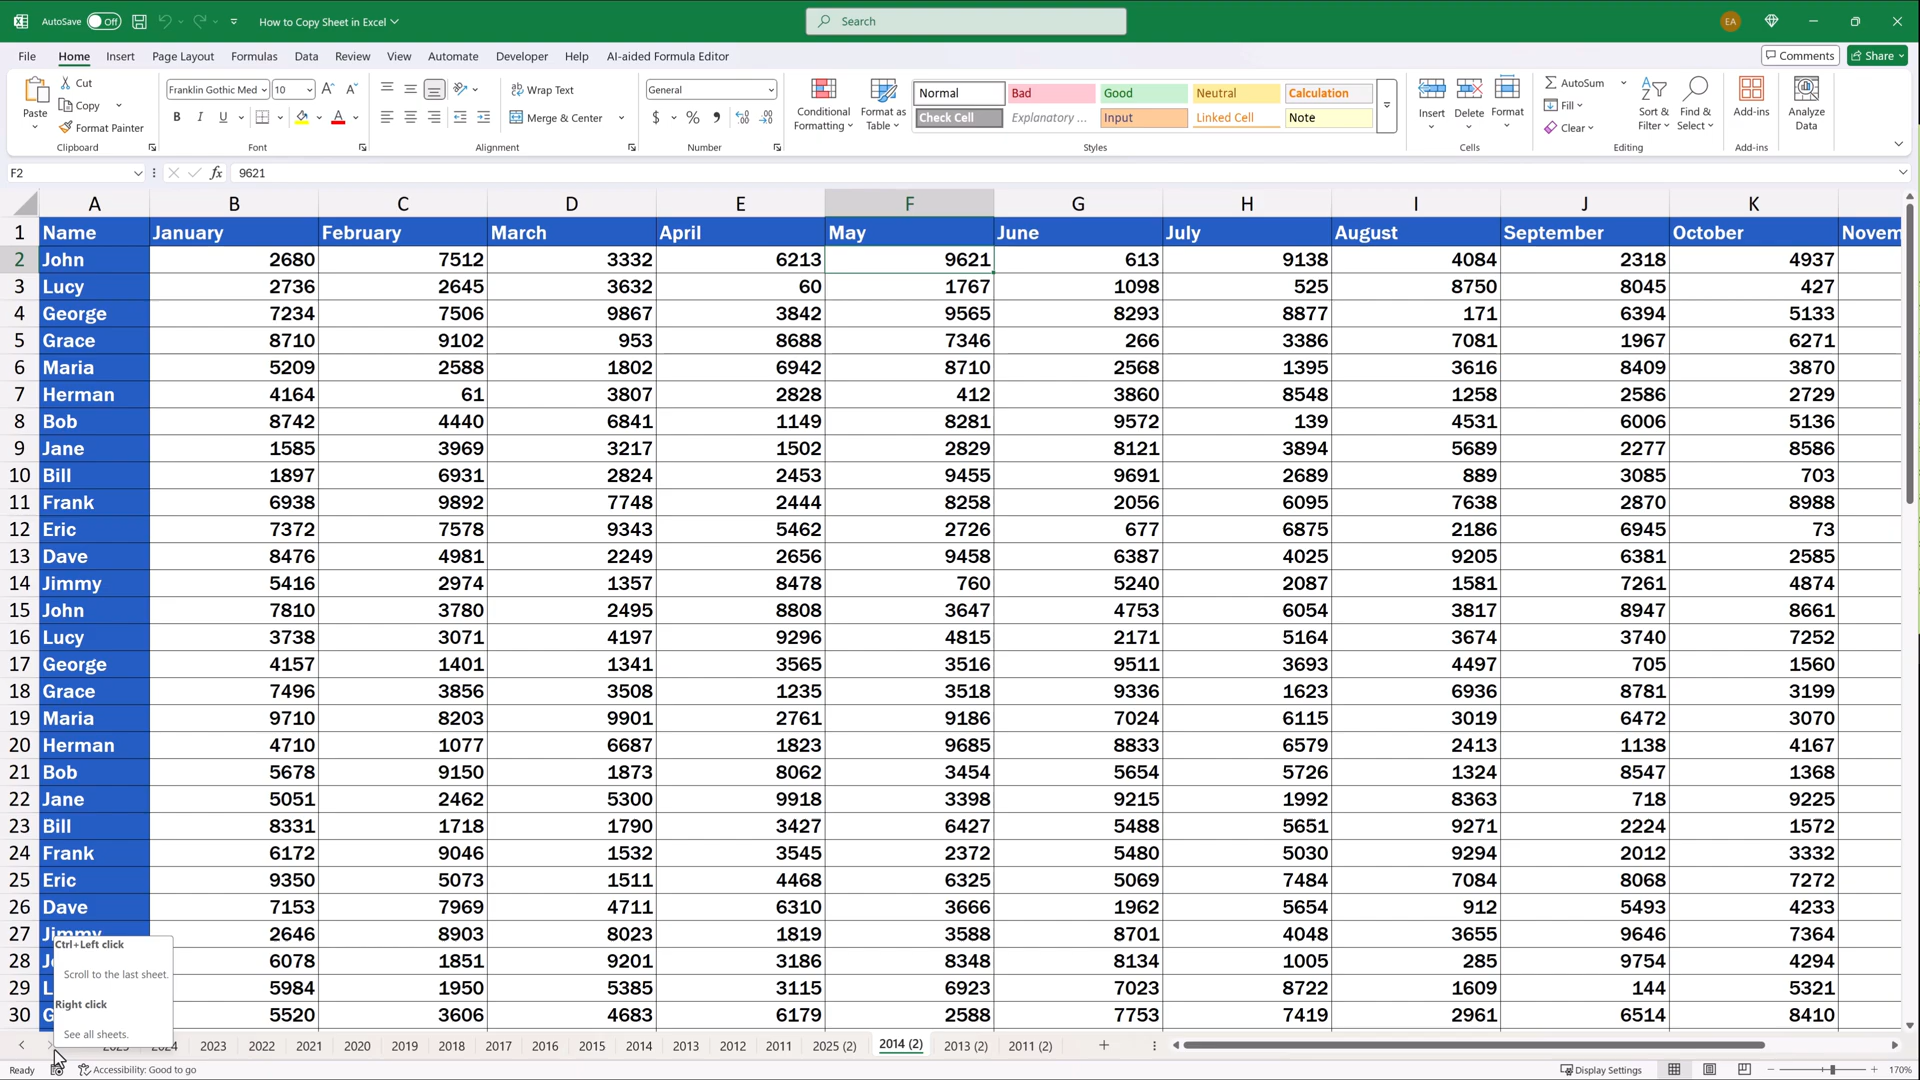 AutoSave Off How to Copy Sheet in Excel Search EA
File Home Insert Page Layout Formulas Data Review View Automate Developer Help AI-aided Formula Editor Comments Share
Paste Cut Copy Format Painter Clipboard
Franklin Gothic Med 10 A A B I U A Font
Wrap Text Merge & Center Alignment
General $ % Number
Conditional Formatting Format as Table
Normal Bad Good Neutral Calculation
Check Cell Explanatory ... Input Linked Cell Note
Styles
Insert Delete Format Cells
AutoSum Fill Clear Sort & Filter Find & Select Editing
Add-ins Add-ins
Analyze Data
F2 fx 9621
A B C D E F G H I J K
1 Name January February March April May June July August September October Novem
2 John 2680 7512 3332 6213 9621 613 9138 4084 2318 4937
3 Lucy 2736 2645 3632 60 1767 1098 525 8750 8045 427
4 George 7234 7506 9867 3842 9565 8293 8877 171 6394 5133
5 Grace 8710 9102 953 8688 7346 266 3386 7081 1967 6271
6 Maria 5209 2588 1802 6942 8710 2568 1395 3616 8409 3870
7 Herman 4164 61 3807 2828 412 3860 8548 1258 2586 2729
8 Bob 8742 4440 6841 1149 8281 9572 139 4531 6006 5136
9 Jane 1585 3969 3217 1502 2829 8121 3894 5689 2277 8586
10 Bill 1897 6931 2824 2453 9455 9691 2689 889 3085 703
11 Frank 6938 9892 7748 2444 8258 2056 6095 7638 2870 8988
12 Eric 7372 7578 9343 5462 2726 677 6875 2186 6945 73
13 Dave 8476 4981 2249 2656 9458 6387 4025 9205 6381 2585
14 Jimmy 5416 2974 1357 8478 760 5240 2087 1581 7261 4874
15 John 7810 3780 2495 8808 3647 4753 6054 3817 8947 8661
16 Lucy 3738 3071 4197 9296 4815 2171 5164 3674 3740 7252
17 George 4157 1401 1341 3565 3516 9511 3693 4497 705 1560
18 Grace 7496 3856 3508 1235 3518 9336 1623 6936 8781 3199
19 Maria 9710 8203 9901 2761 9186 7024 6115 3019 6472 3070
20 Herman 4710 1077 6687 1823 9685 8833 6579 2413 1138 4167
21 Bob 5678 9150 1873 8062 3454 5654 5726 1324 8547 1368
22 Jane 5051 2462 5300 9918 3398 9215 1992 8363 718 9225
23 Bill 8331 1718 1790 3427 6427 5488 5651 9271 2224 1572
24 Frank 6172 9046 1532 3545 2372 5480 5030 9294 2012 3332
25 Eric 9350 5073 1511 4468 6325 5069 7484 7084 8068 7272
26 Dave 7153 7969 4711 6310 3666 1962 5654 912 5493 4233
27 Jimmy 2646 8903 8023 1819 3588 8701 4048 3655 9646 7364
28 J 6078 1851 9201 3186 8348 8134 1005 285 9754 4294
29 L 5984 1950 5385 3115 6923 7023 8722 1609 144 5321
30 G 5520 3606 4683 6179 2588 7753 7419 2961 6514 8410
Ctrl+Left click
Scroll to the last sheet.
Right click
See all sheets.
2025 2024 2023 2022 2021 2020 2019 2018 2017 2016 2015 2014 2013 2012 2011 2025 (2) 2014 (2) 2013 (2) 2011 (2)
Ready Accessibility: Good to go Display Settings 170%